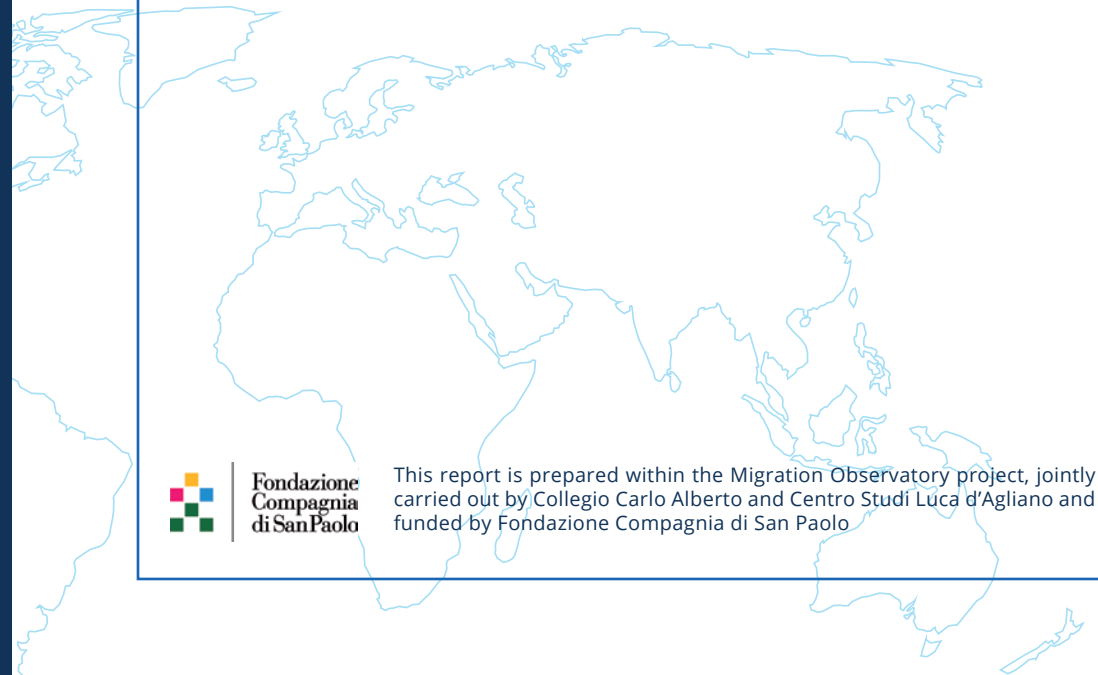 Fondazione
Compagnia
di San Paolo
This report is prepared within the Migration Observatory project, jointly
carried out by Collegio Carlo Alberto and Centro Studi Luca d'Agliano and
funded by Fondazione Compagnia di San Paolo